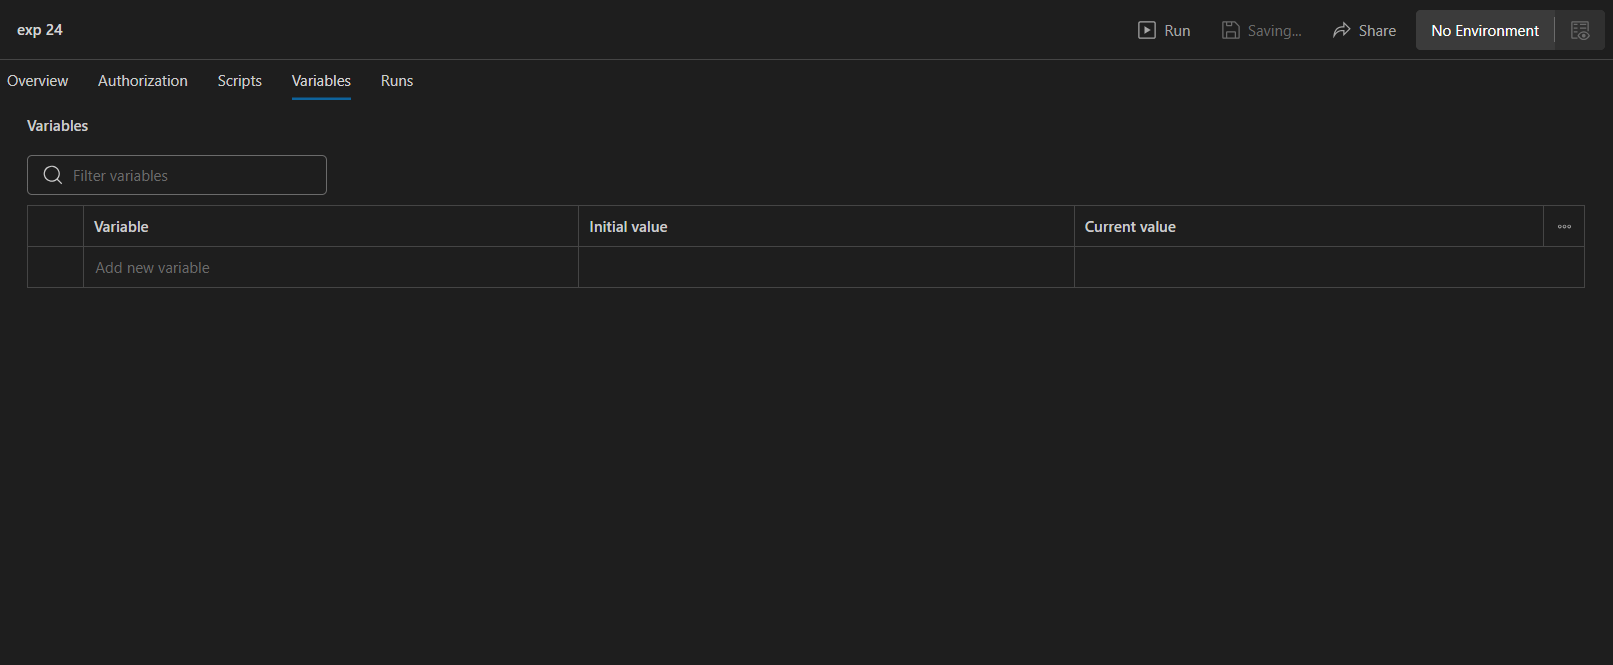 exp 24
Run
Saving...
Share
No Environment
Overview
Authorization
Scripts
Variables
Runs
Variables
Filter variables
Variable
Initial value
Current value
Add new variable